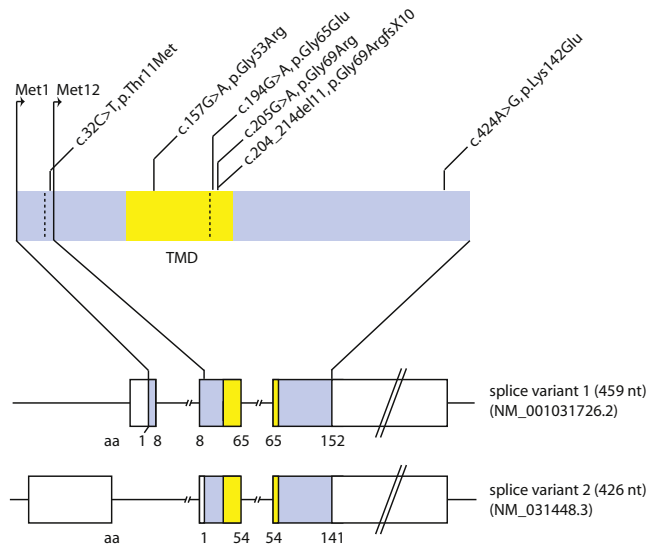 Met1
Met12
c.32C>T, p.Thr11Met
c.157G>A, p.Gly53Arg
c.194G>A, p.Gly65Glu
c.205G>A, p.Gly69Arg
c.204_214del11, p.Gly69ArgfsX10
c.424A>G, p.Lys142Glu
TMD
splice variant 1 (459 nt)
(NM_001031726.2)
aa 1 8 8 65 65 152
splice variant 2 (426 nt)
(NM_031448.3)
aa 1 54 54 141